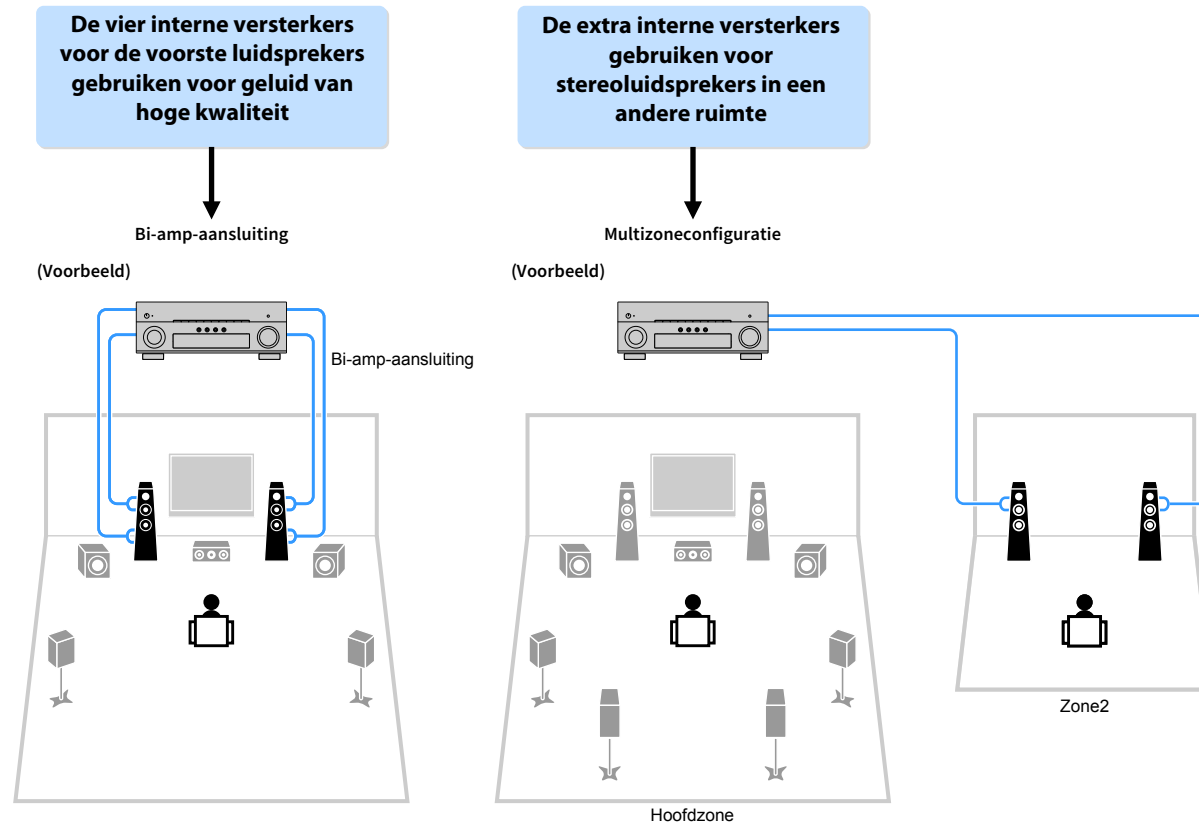 De vier interne versterkers
voor de voorste luidsprekers
gebruiken voor geluid van
hoge kwaliteit
Bi-amp-aansluiting
(Voorbeeld)
Bi-amp-aansluiting
De extra interne versterkers
gebruiken voor
stereoluidsprekers in een
andere ruimte
Multizoneconfiguratie
(Voorbeeld)
Zone2
Hoofdzone